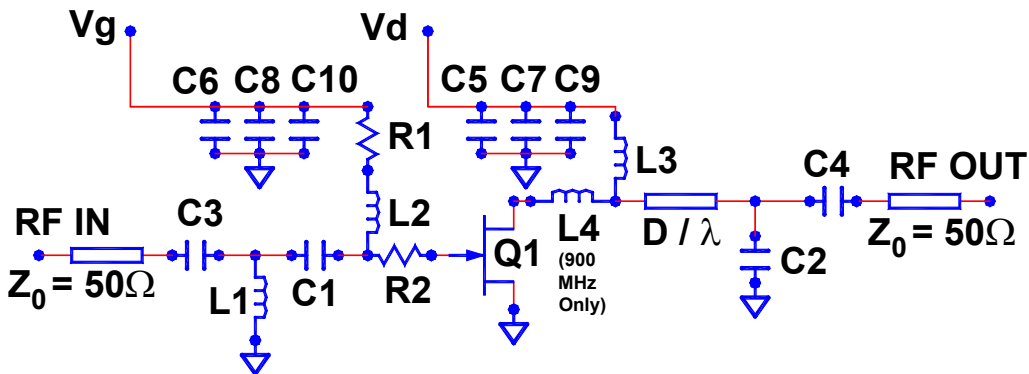 Vg
Vd
C6 C8 C10
C5 C7 C9
R1
L3
C4
RF OUT
RF IN
C3
L2
Q1
L4
(900
MHz
Only)
D / λ
Z0 = 50Ω
Z0 = 50Ω
L1
C1
R2
C2